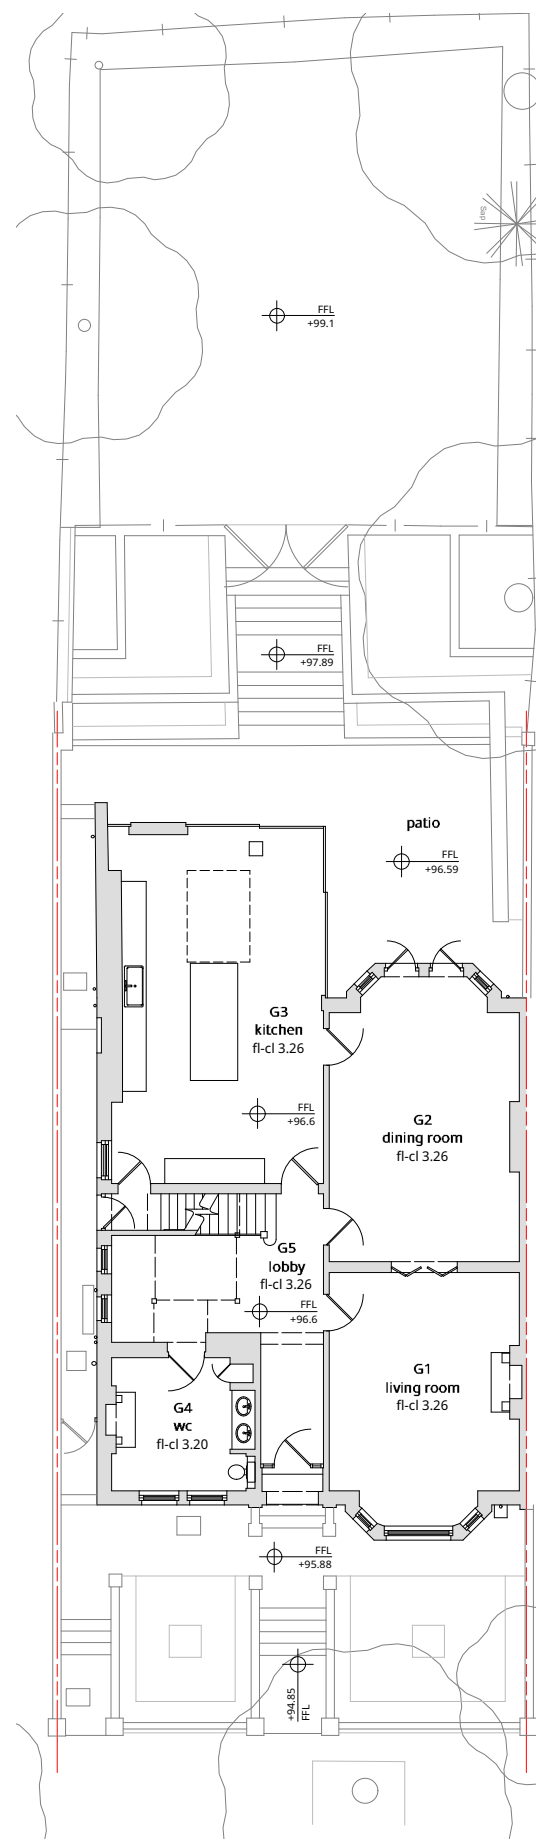 Sap
FFL
+99.1
FFL
+97.89
patio
FFL
+96.59
G3
kitchen
fl-cl 3.26
FFL
+96.6
G2
dining room
fl-cl 3.26
G5
lobby
fl-cl 3.26
FFL
+96.6
G1
living room
fl-cl 3.26
G4
wc
fl-cl 3.20
FFL
+95.88
+94.85
FFL